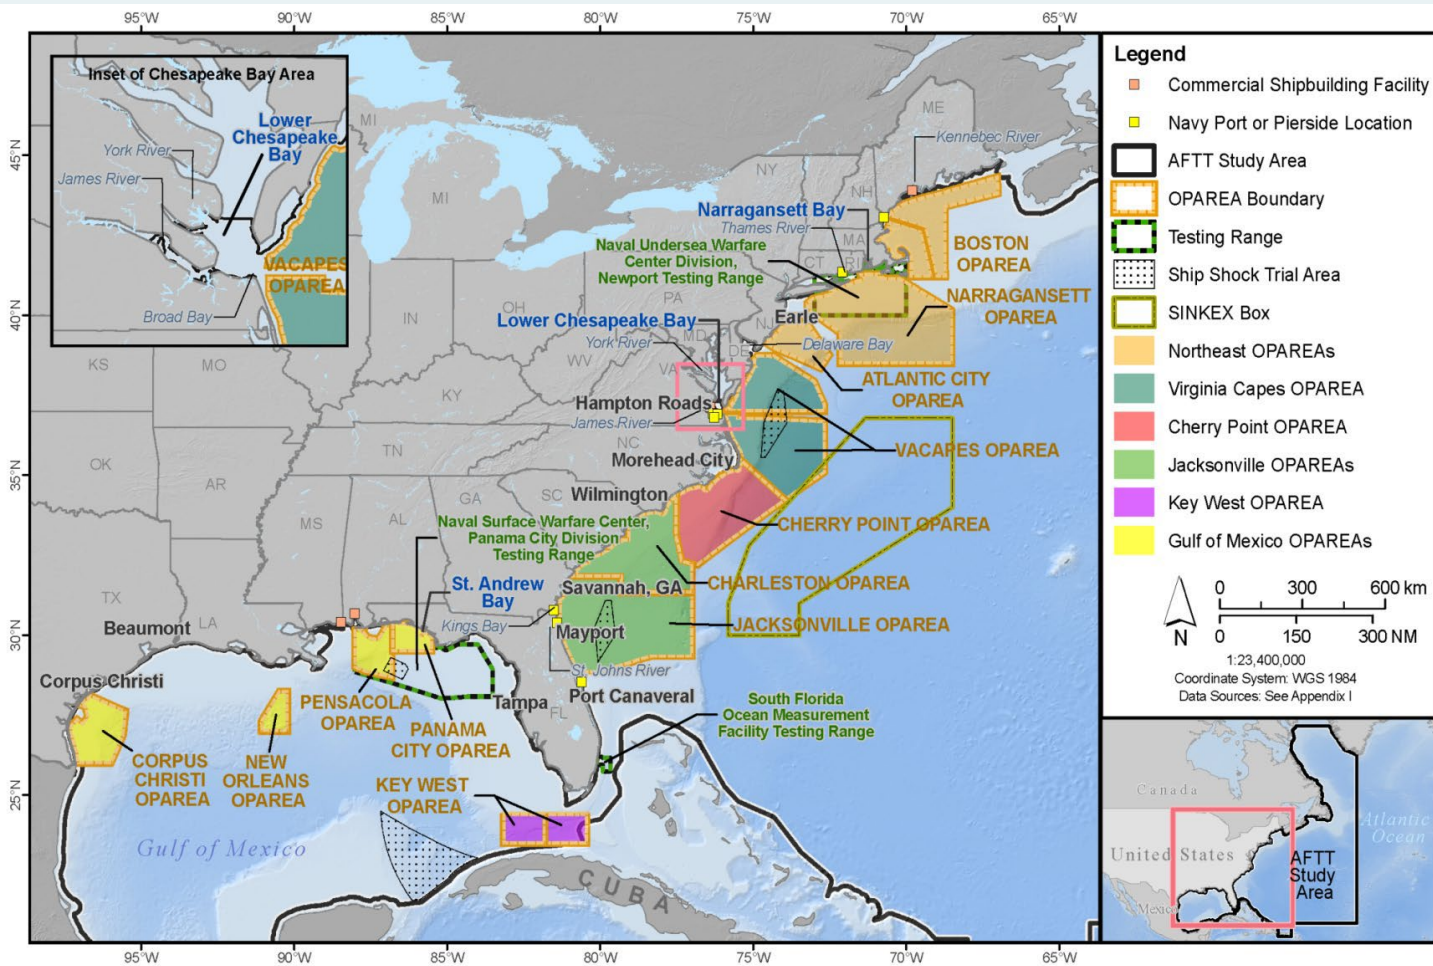 95°W 90°W 85°W 80°W 75°W 70°W 65°W
Inset of Chesapeake Bay Area
Lower
Chesapeake
Bay
York River
James River
VACAPES
OPAREA
Broad Bay
45°N
40°N
35°N
30°N
25°N
MI
ME
Kennebec River
NY
NH
Narragansett Bay
Thames River
MA
CT
RI
Naval Undersea Warfare
Center Division,
Newport Testing Range
BOSTON
OPAREA
MI
PA
NARRAGANSETT
OPAREA
Earle
NJ
OH
IN
Lower Chesapeake Bay
York River
MD
DE
Delaware Bay
KS
MO
WV
VA
KY
ATLANTIC CITY
OPAREA
Hampton Roads
James River
NC
VACAPES OPAREA
TN
Morehead City
OK
AR
SC
Wilmington
GA
MS
AL
CHERRY POINT OPAREA
Naval Surface Warfare Center,
Panama City Division
Testing Range
St. Andrew
Bay
Savannah, GA
CHARLESTON OPAREA
TX
LA
Beaumont
Kings Bay
Mayport
JACKSONVILLE OPAREA
St. Johns River
Corpus Christi
Port Canaveral
Tampa
FL
PENSACOLA
OPAREA
PANAMA
CITY OPAREA
South Florida
Ocean Measurement
Facility Testing Range
CORPUS
CHRISTI
OPAREA
NEW
ORLEANS
OPAREA
KEY WEST
OPAREA
Gulf of Mexico
CUBA
95°W 90°W 85°W 80°W 75°W 70°W 65°W
Legend
Commercial Shipbuilding Facility
Navy Port or Pierside Location
AFTT Study Area
OPAREA Boundary
Testing Range
Ship Shock Trial Area
SINKEX Box
Northeast OPAREAs
Virginia Capes OPAREA
Cherry Point OPAREA
Jacksonville OPAREAs
Key West OPAREA
Gulf of Mexico OPAREAs
N
0 300 600 km
0 150 300 NM
1:23,400,000
Coordinate System: WGS 1984
Data Sources: See Appendix I
Canada
Atlantic
Ocean
United States
AFTT
Study
Area
Mexico